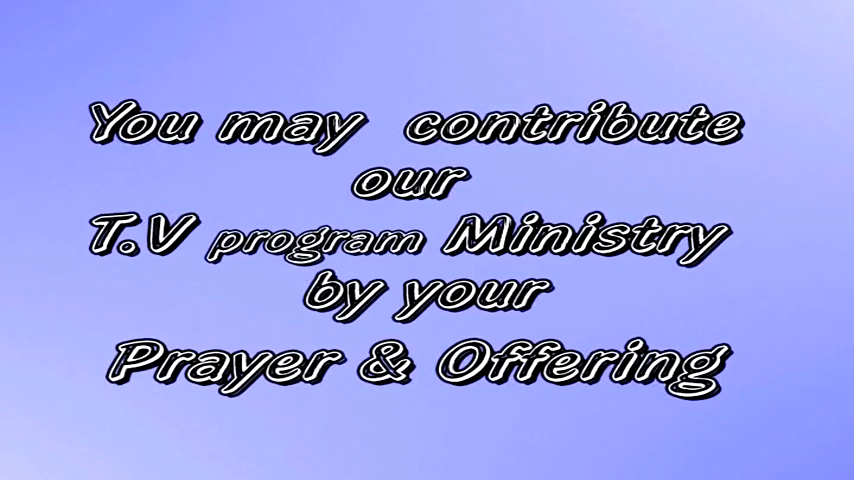 You may contribute
our
T.V program Ministry
by your
Prayer & Offering